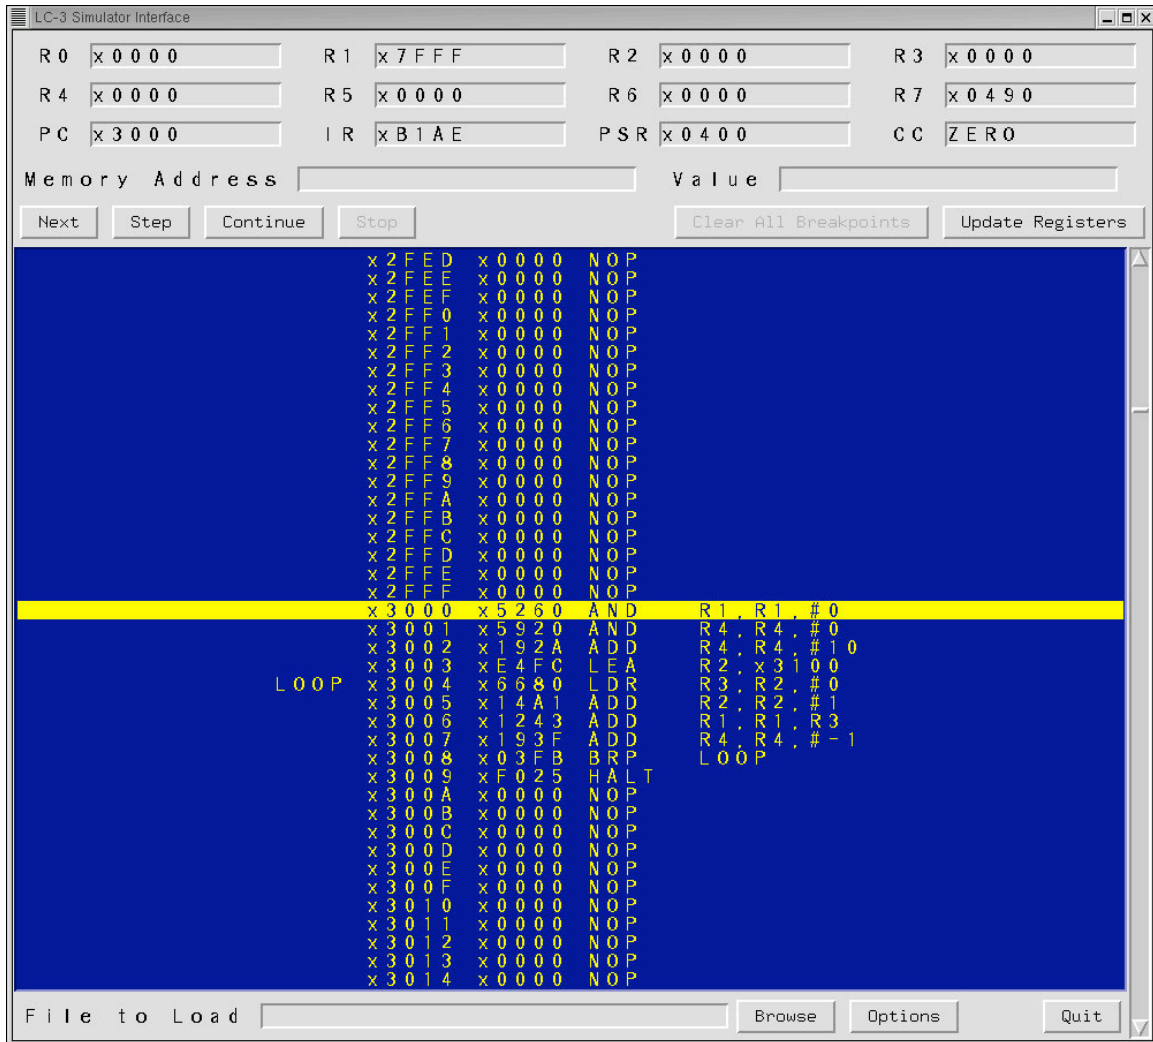 LC-3 Simulator Interface
R0 x0000 R1 x7FFF R2 x0000 R3 x0000
R4 x0000 R5 x0000 R6 x0000 R7 x0490
PC x3000 IR xB1AE PSR x0400 CC ZERO
Memory Address Value
Next Step Continue Stop Clear All Breakpoints Update Registers
x2FED x0000 NOP
x2FEE x0000 NOP
x2FEF x0000 NOP
x2FF0 x0000 NOP
x2FF1 x0000 NOP
x2FF2 x0000 NOP
x2FF3 x0000 NOP
x2FF4 x0000 NOP
x2FF5 x0000 NOP
x2FF6 x0000 NOP
x2FF7 x0000 NOP
x2FF8 x0000 NOP
x2FF9 x0000 NOP
x2FFA x0000 NOP
x2FFB x0000 NOP
x2FFC x0000 NOP
x2FFD x0000 NOP
x2FFE x0000 NOP
x2FFF x0000 NOP
x3000 x5260 AND R1,R1,#0
x3001 x5920 AND R4,R4,#0
x3002 x192A ADD R4,R4,#10
x3003 xE4FC LEA R2,x3100
LOOP x3004 x6680 LDR R3,R2,#0
x3005 x14A1 ADD R2,R2,#1
x3006 x1243 ADD R1,R1,R3
x3007 x193F ADD R4,R4,#-1
x3008 x03FB BRP LOOP
x3009 xF025 HALT
x300A x0000 NOP
x300B x0000 NOP
x300C x0000 NOP
x300D x0000 NOP
x300E x0000 NOP
x300F x0000 NOP
x3010 x0000 NOP
x3011 x0000 NOP
x3012 x0000 NOP
x3013 x0000 NOP
x3014 x0000 NOP
File to Load Browse Options Quit